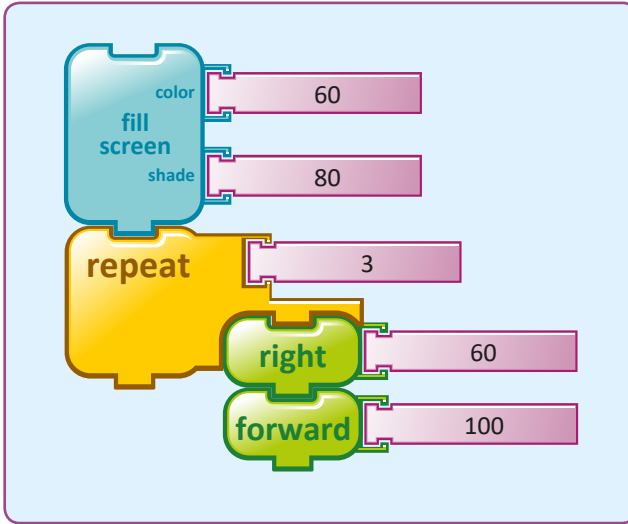 color
60
fill
screen
shade
80
repeat
3
right
60
forward
100